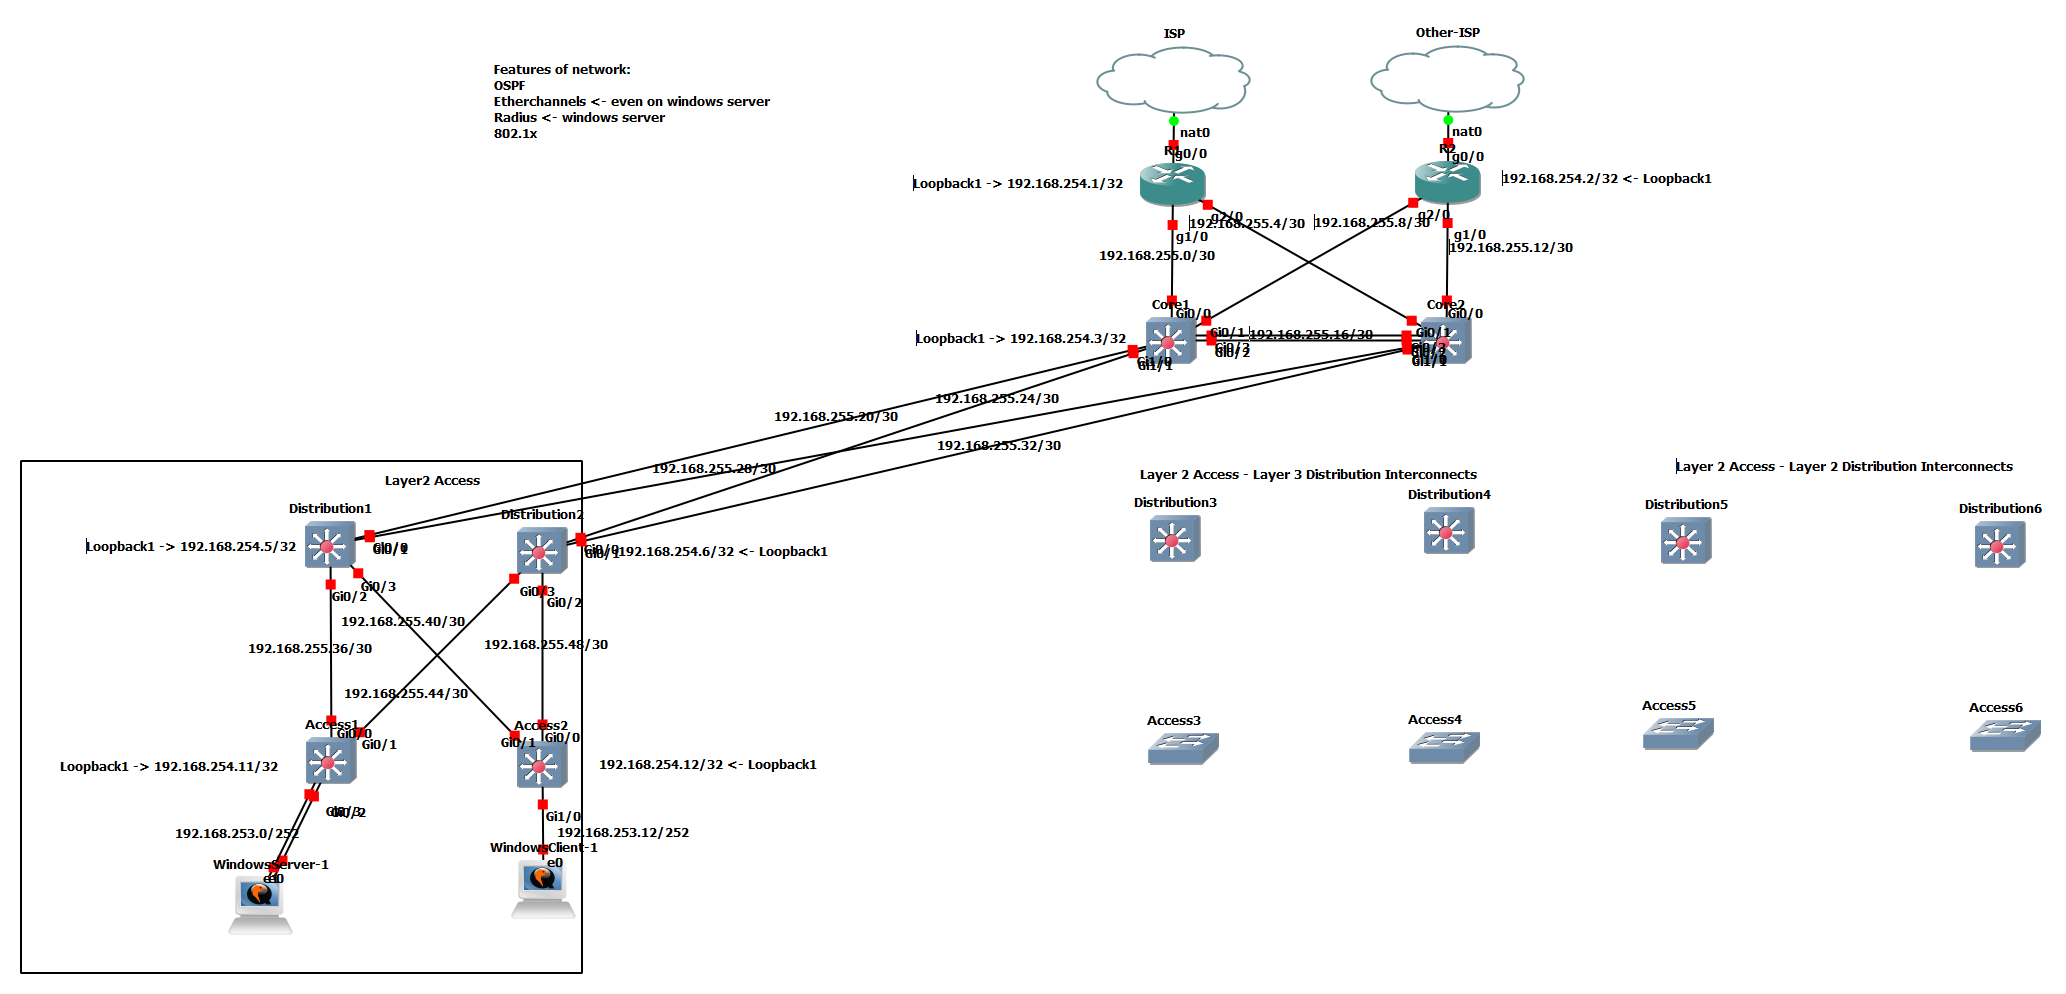 ISP
Other-ISP
Features of network:
OSPF
Etherchannels <- even on windows server
Radius <- windows server
802.1x
nat0
nat0
R1
g0/0
R2
g0/0
Loopback1 -> 192.168.254.1/32
192.168.254.2/32 <- Loopback1
g2/0
192.168.255.4/30
192.168.255.8/30
g2/0
g1/0
g1/0
192.168.255.0/30
192.168.255.12/30
Core1
Core2
Gi0/0
Gi0/0
Loopback1 -> 192.168.254.3/32
Gi0/1
192.168.255.16/30
Gi0/1
Gi0/3
Gi0/2
Gi0/3
Gi1/0
Gi1/1
Gi1/1
192.168.255.24/30
192.168.255.20/30
192.168.255.32/30
192.168.255.28/30
Layer2 Access
Layer 2 Access - Layer 3 Distribution Interconnects
Layer 2 Access - Layer 2 Distribution Interconnects
Distribution1
Distribution2
Distribution3
Distribution4
Distribution5
Distribution6
Loopback1 -> 192.168.254.5/32
Gi0/0
Gi0/1
Gi0/0
Gi0/1
192.168.254.6/32 <- Loopback1
Gi0/3
Gi0/2
Gi0/3
Gi0/2
192.168.255.40/30
192.168.255.36/30
192.168.255.48/30
192.168.255.44/30
Access1
Access2
Access3
Access4
Access5
Access6
Gi0/0
Gi0/1
Gi0/1
Gi0/0
Loopback1 -> 192.168.254.11/32
192.168.254.12/32 <- Loopback1
Gi0/3
Gi0/2
Gi1/0
192.168.253.0/252
192.168.253.12/252
WindowsServer-1
WindowsClient-1
e1
e0
e0